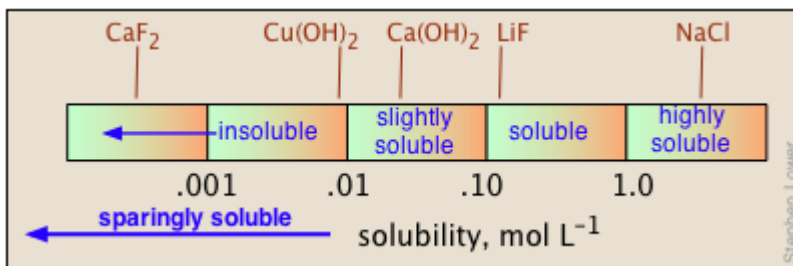 CaF₂ Cu(OH)₂ Ca(OH)₂ LiF NaCl
insoluble slightly soluble soluble highly soluble
.001 .01 .10 1.0
sparingly soluble
solubility, mol L⁻¹
Stephen Lower